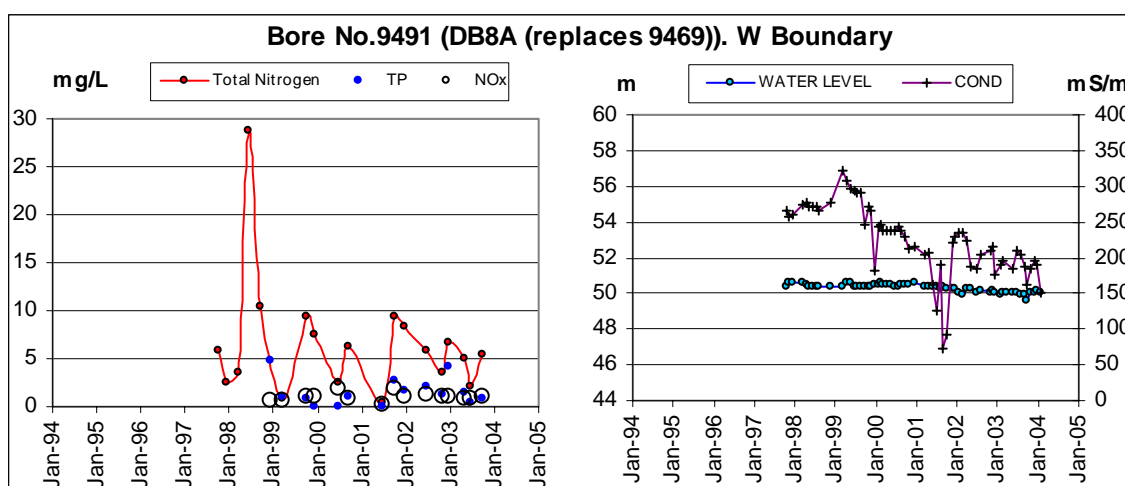 Bore No.9491 (DB8A (replaces 9469)). W Boundary
mg/L
Total Nitrogen TP NOx
30
25
20
15
10
5
0
Jan-94 Jan-95 Jan-96 Jan-97 Jan-98 Jan-99 Jan-00 Jan-01 Jan-02 Jan-03 Jan-04 Jan-05
m WATER LEVEL COND mS/m
60 400
58 350
56 300
54 250
52 200
50 150
48 100
46 50
44 0
Jan-94 Jan-95 Jan-96 Jan-97 Jan-98 Jan-99 Jan-00 Jan-01 Jan-02 Jan-03 Jan-04 Jan-05